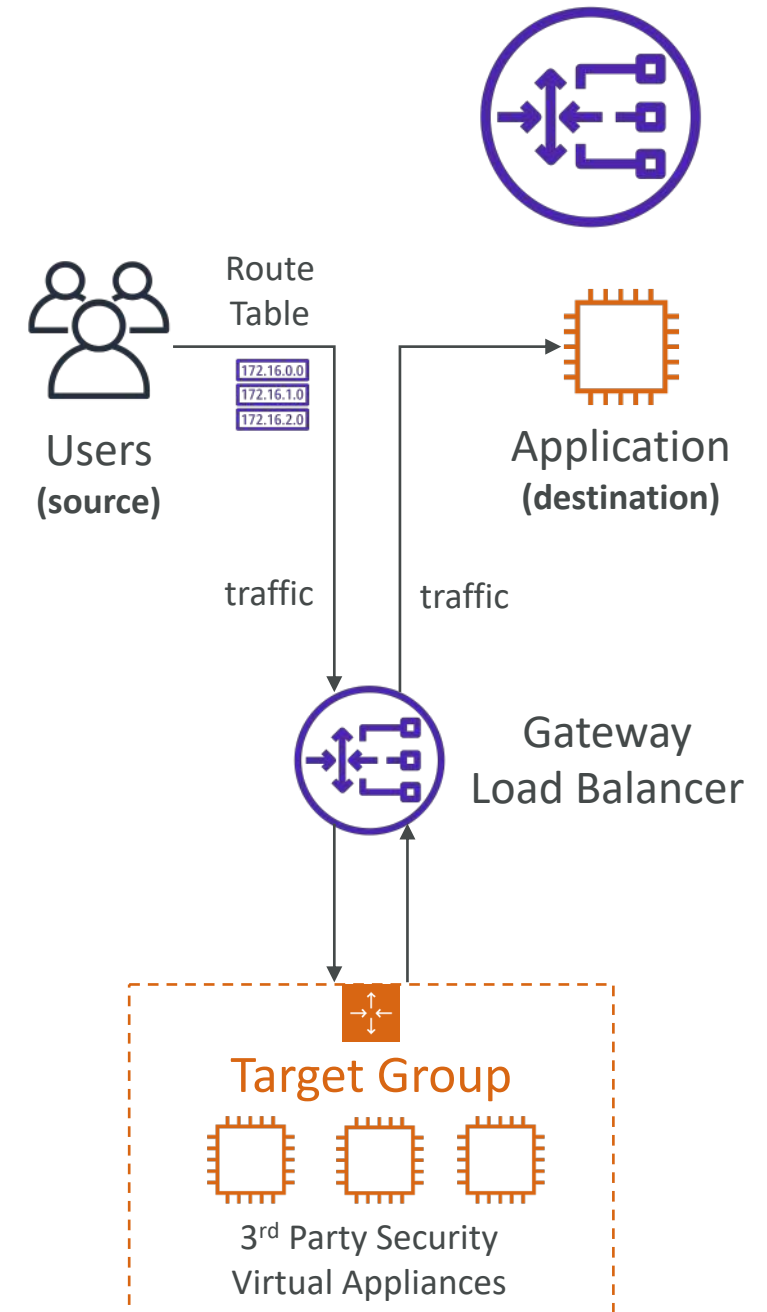 Route
Table
172.16.0.0
172.16.1.0
172.16.2.0
Users
(source)
Application
(destination)
traffic
traffic
Gateway
Load Balancer
Target Group
3rd Party Security
Virtual Appliances